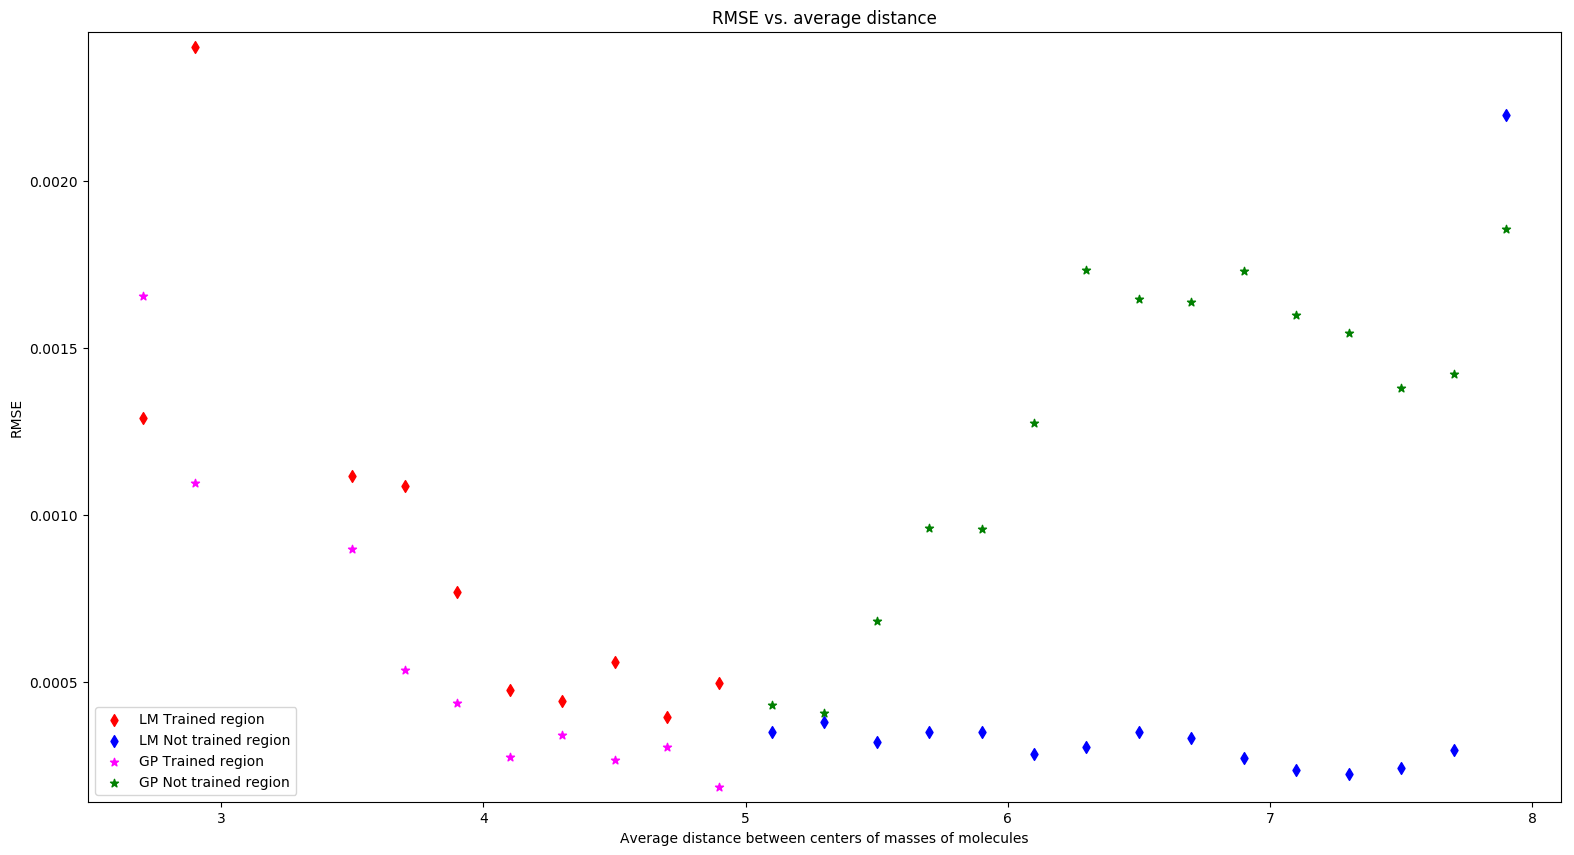 RMSE vs. average distance
RMSE
0.0020
0.0015
0.0010
0.0005
LM Trained region
LM Not trained region
GP Trained region
GP Not trained region
3 4 5 6 7 8
Average distance between centers of masses of molecules